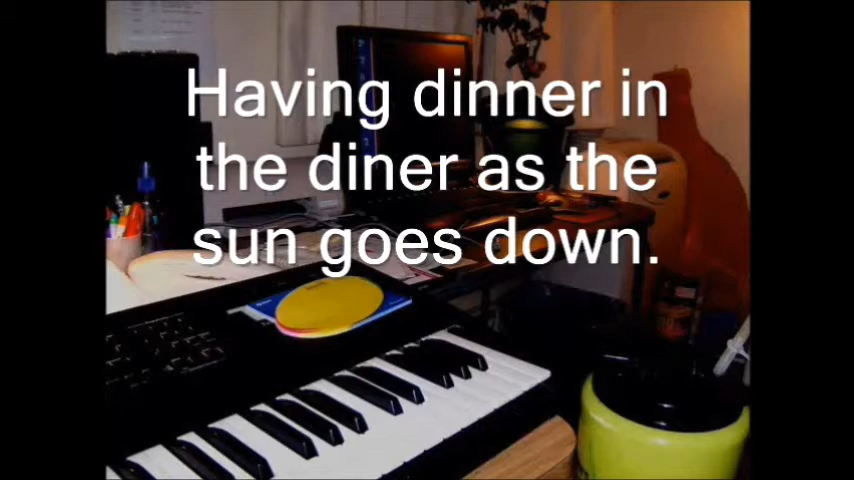 Having dinner in
the diner as the
sun goes down.